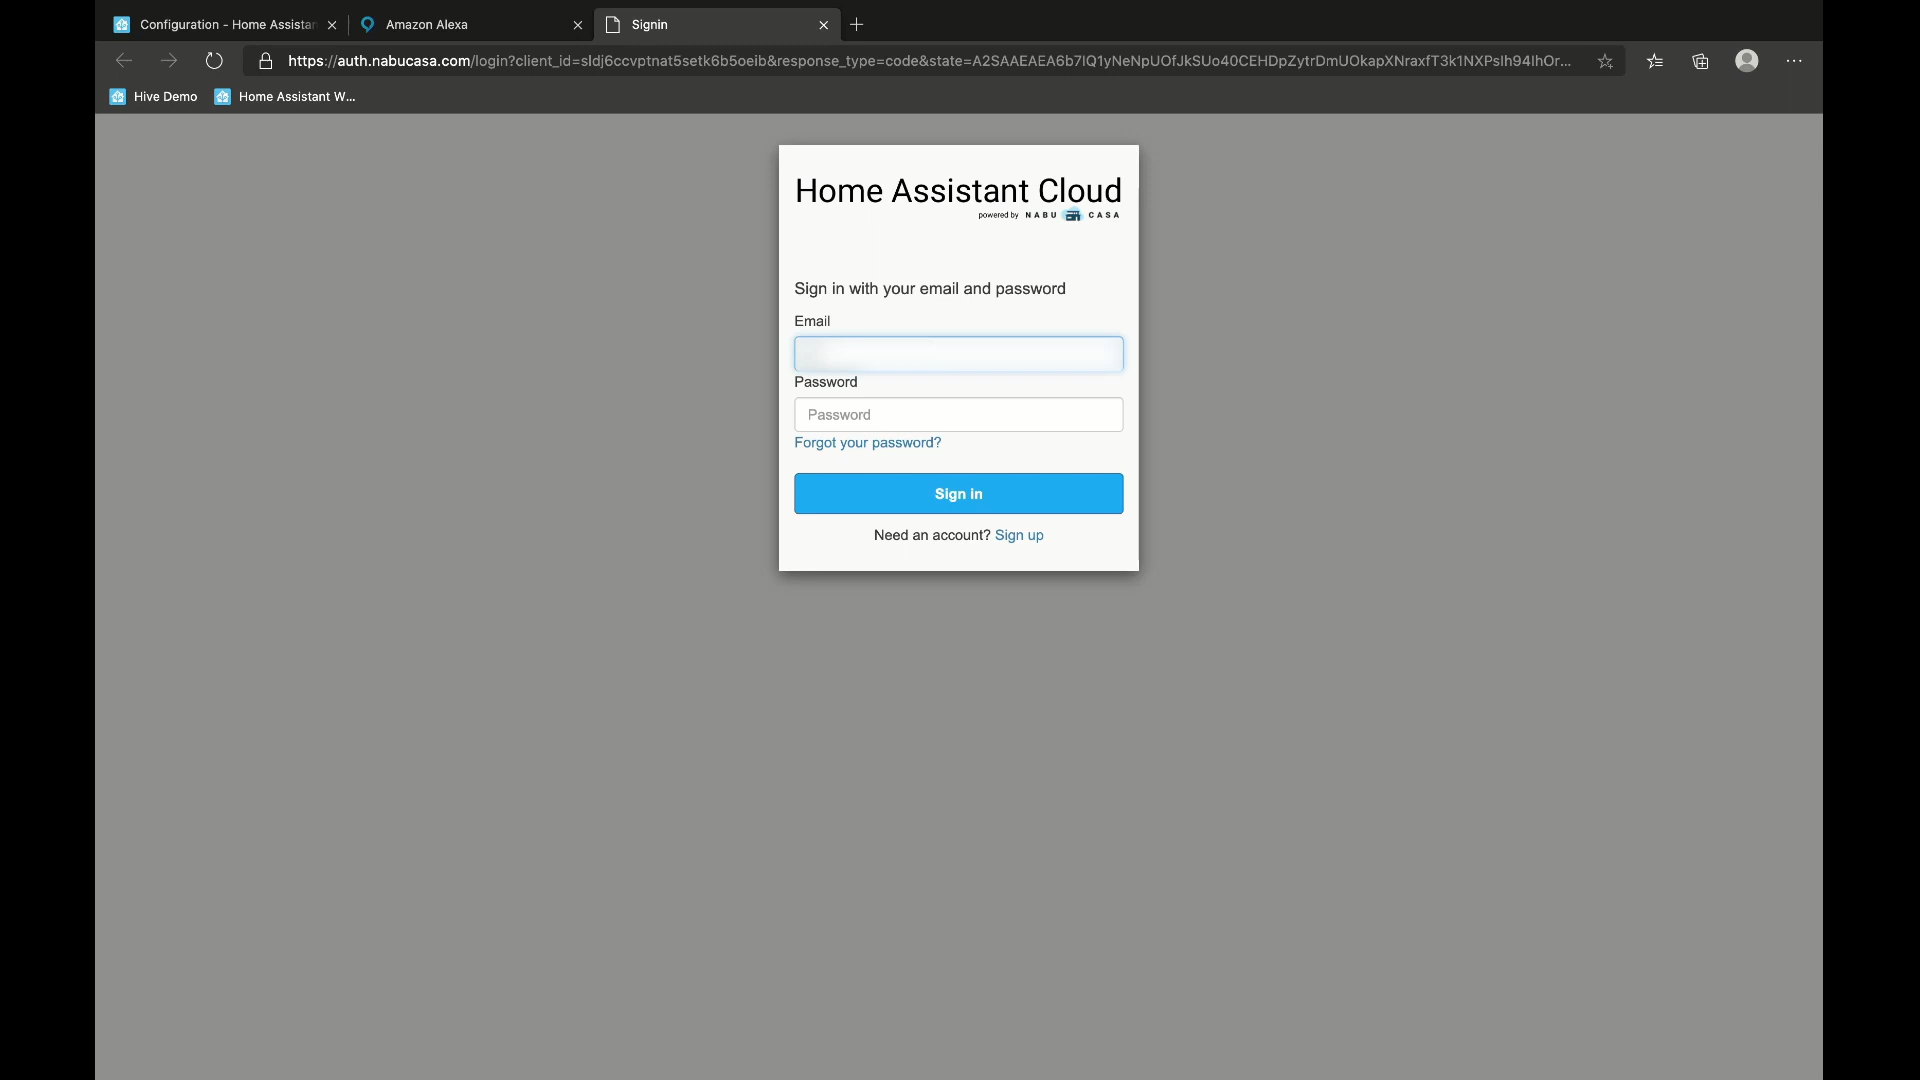 Configuration - Home Assistan
Amazon Alexa
Signin
https://auth.nabucasa.com/login?client_id=sldj6ccvptnat5setk6b5oeib&response_type=code&state=A2SAAEAEA6b7IQ1yNeNpUOfJkSUo40CEHDpZytrDmUOkapXNraxfT3k1NXPslh94lhOr...
Hive Demo
Home Assistant W...
Home Assistant Cloud
powered by NABU CASA
Sign in with your email and password
Email
Password
Password
Forgot your password?
Sign in
Need an account? Sign up